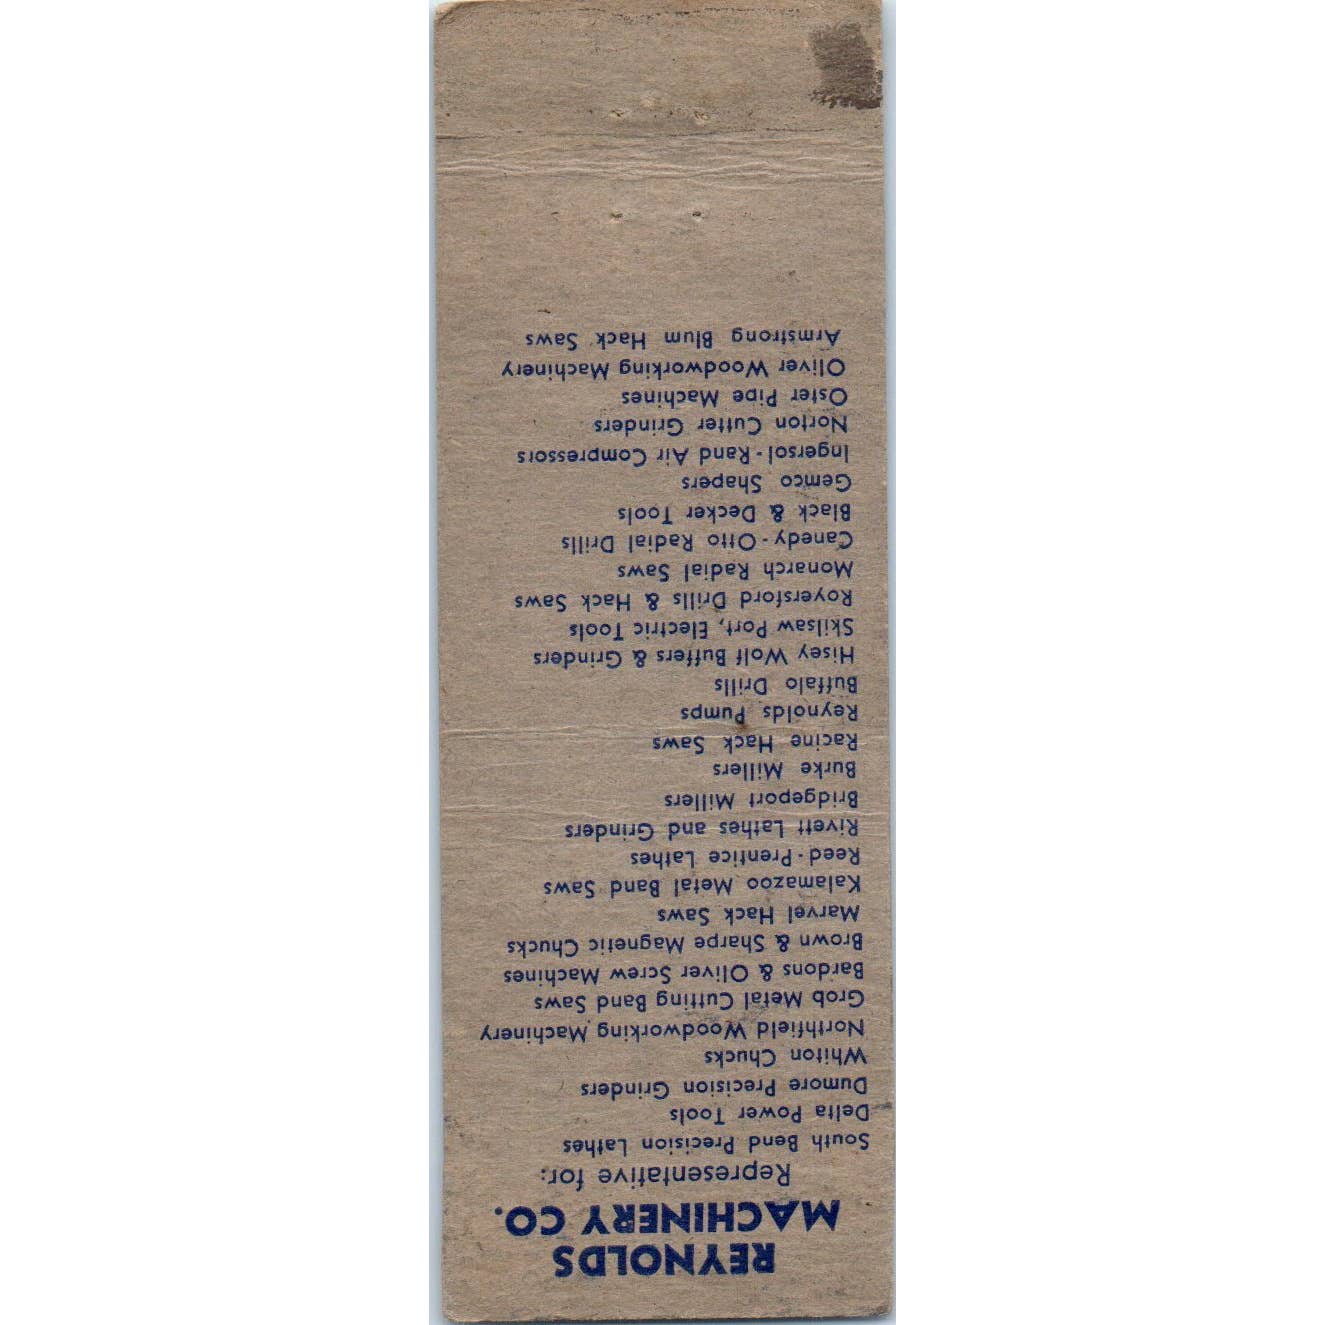 REYNOLDS
MACHINERY CO.
Representative for:
South Bend Precision Lathes
Delta Power Tools
Dumore Precision Grinders
Whiton Chucks
Northfield Woodworking Machinery
Grob Metal Cutting Band Saws
Bardons & Oliver Screw Machines
Brown & Sharpe Magnetic Chucks
Marvel Hack Saws
Kalamazoo Metal Band Saws
Reed-Prentice Lathes
Rivett Lathes and Grinders
Bridgeport Millers
Burke Millers
Racine Hack Saws
Reynolds Pumps
Buffalo Drills
Hisey Wolf Buffers & Grinders
Skilsaw Port, Electric Tools
Royersford Drills & Hack Saws
Monarch Radial Saws
Canedy-Otto Radial Drills
Black & Decker Tools
Gemco Shapers
Ingersol-Rand Air Compressors
Norton Cutter Grinders
Oster Pipe Machines
Oliver Woodworking Machinery
Armstrong Blum Hack Saws